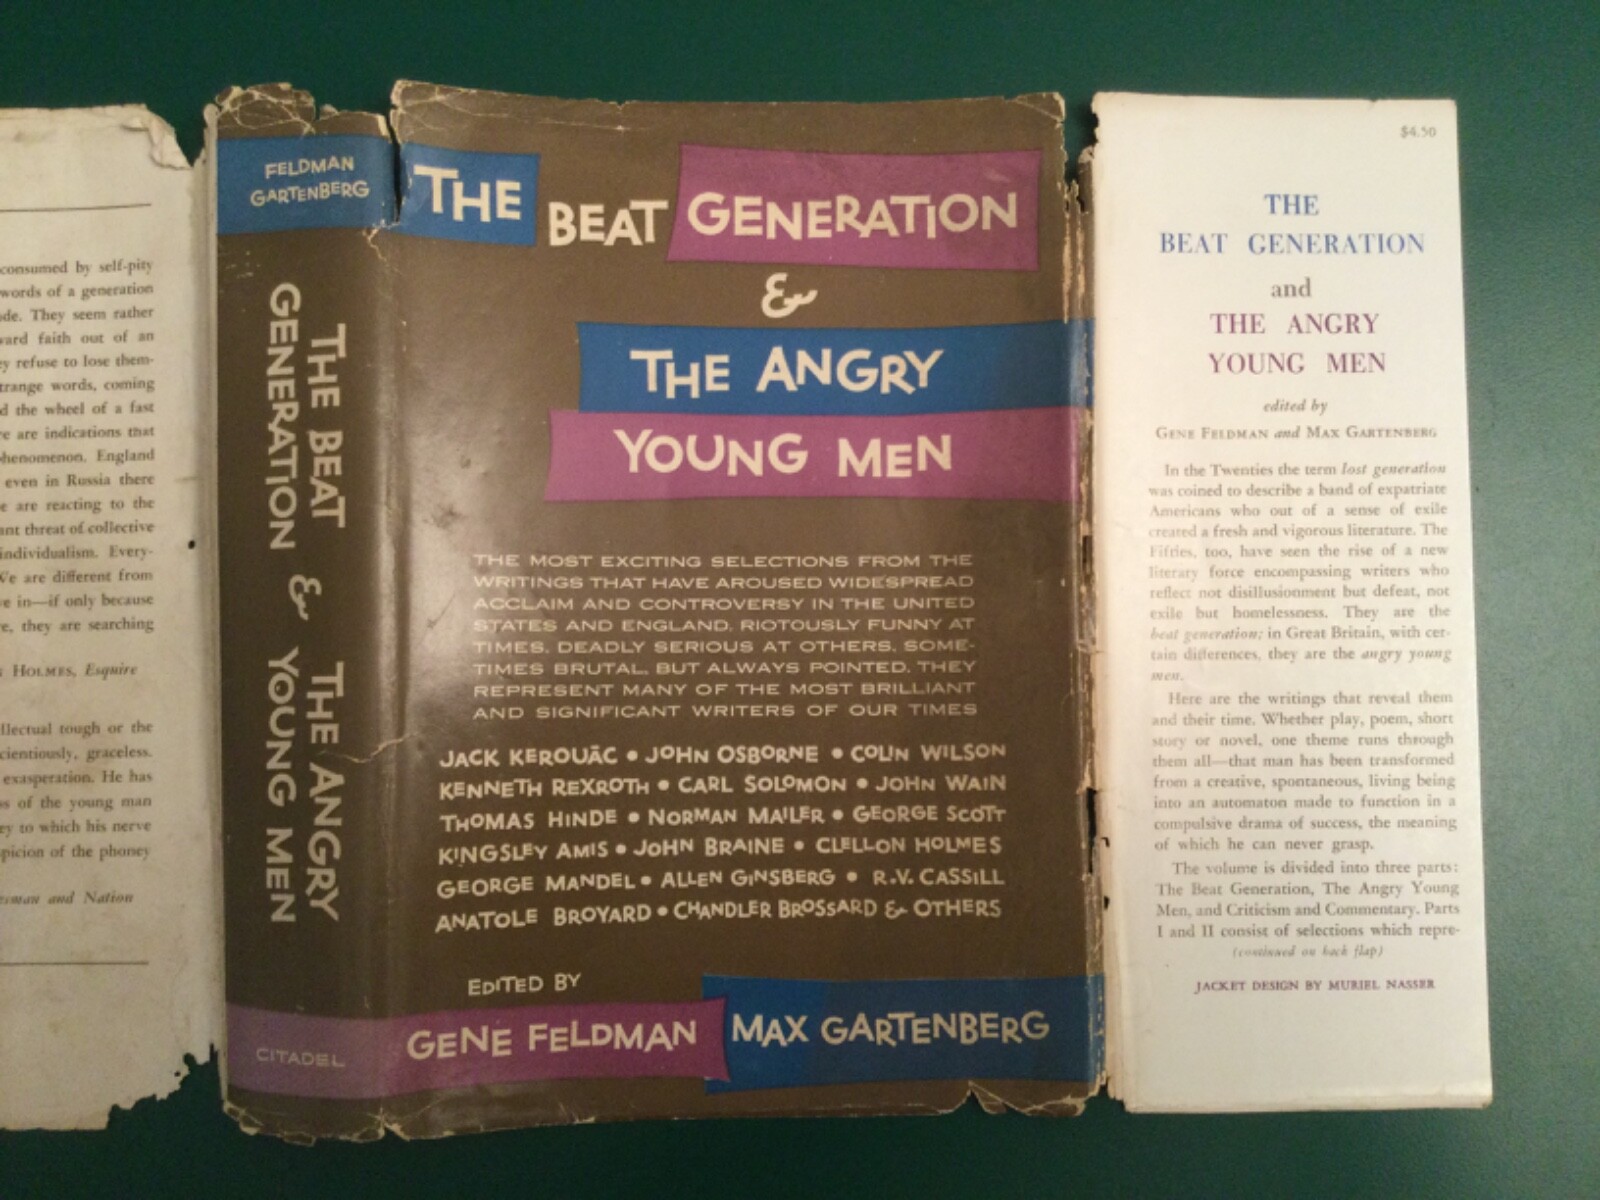 consumed by self-pity
words of a generation
They seem rather
faith out of an
refuse to lose them-
words, coming
the wheel of a fast
are indications that
England
even in Russia there
are reacting to the
threat of collective
individualism. Every-
are different from
in—if only because
they are searching
HOLMES, Esquire
tough or the
graceless.
exasperation. He has
of the young man
to which his nerve
of the phoney
and Nation
FELDMAN
GARTENBERG
THE BEAT
GENERATION
&
THE ANGRY
YOUNG MEN
CITADEL
THE BEAT GENERATION
&
THE ANGRY
YOUNG MEN
THE MOST EXCITING SELECTIONS FROM THE
WRITINGS THAT HAVE AROUSED WIDESPREAD
ACCLAIM AND CONTROVERSY IN THE UNITED
STATES AND ENGLAND. RIOTOUSLY FUNNY AT
TIMES, DEADLY SERIOUS AT OTHERS, SOME-
TIMES BRUTAL, BUT ALWAYS POINTED, THEY
REPRESENT MANY OF THE MOST BRILLIANT
AND SIGNIFICANT WRITERS OF OUR TIMES
JACK KEROUAC • JOHN OSBORNE • COLIN WILSON
KENNETH REXROTH • CARL SOLOMON • JOHN WAIN
THOMAS HINDE • NORMAN MAILER • GEORGE SCOTT
KINGSLEY AMIS • JOHN BRAINE • CLELLON HOLMES
GEORGE MANDEL • ALLEN GINSBERG • R.V. CASSILL
ANATOLE BROYARD • CHANDLER BROSSARD & OTHERS
EDITED BY
GENE FELDMAN MAX GARTENBERG
$4.50
THE
BEAT GENERATION
and
THE ANGRY
YOUNG MEN
edited by
GENE FELDMAN and MAX GARTENBERG
In the Twenties the term lost generation
was coined to describe a band of expatriate
Americans who out of a sense of exile
created a fresh and vigorous literature. The
Fifties, too, have seen the rise of a new
literary force encompassing writers who
reflect not disillusionment but defeat, not
exile but homelessness. They are the
beat generation; in Great Britain, with cer-
tain differences, they are the angry young
men.
Here are the writings that reveal them
and their time. Whether play, poem, short
story or novel, one theme runs through
them all—that man has been transformed
from a creative, spontaneous, living being
into an automaton made to function in a
compulsive drama of success, the meaning
of which he can never grasp.
The volume is divided into three parts:
The Beat Generation, The Angry Young
Men, and Criticism and Commentary. Parts
I and II consist of selections which repre-
(continued on back flap)
JACKET DESIGN BY MURIEL NASSER